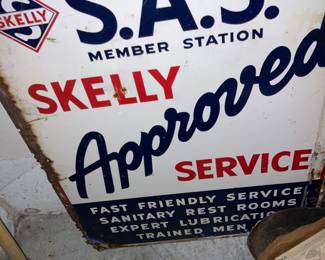 SKELLY
S.A.S.
MEMBER STATION
SKELLY
Approved
SERVICE
FAST FRIENDLY SERVICE
SANITARY REST ROOMS
EXPERT LUBRICATION
TRAINED MEN